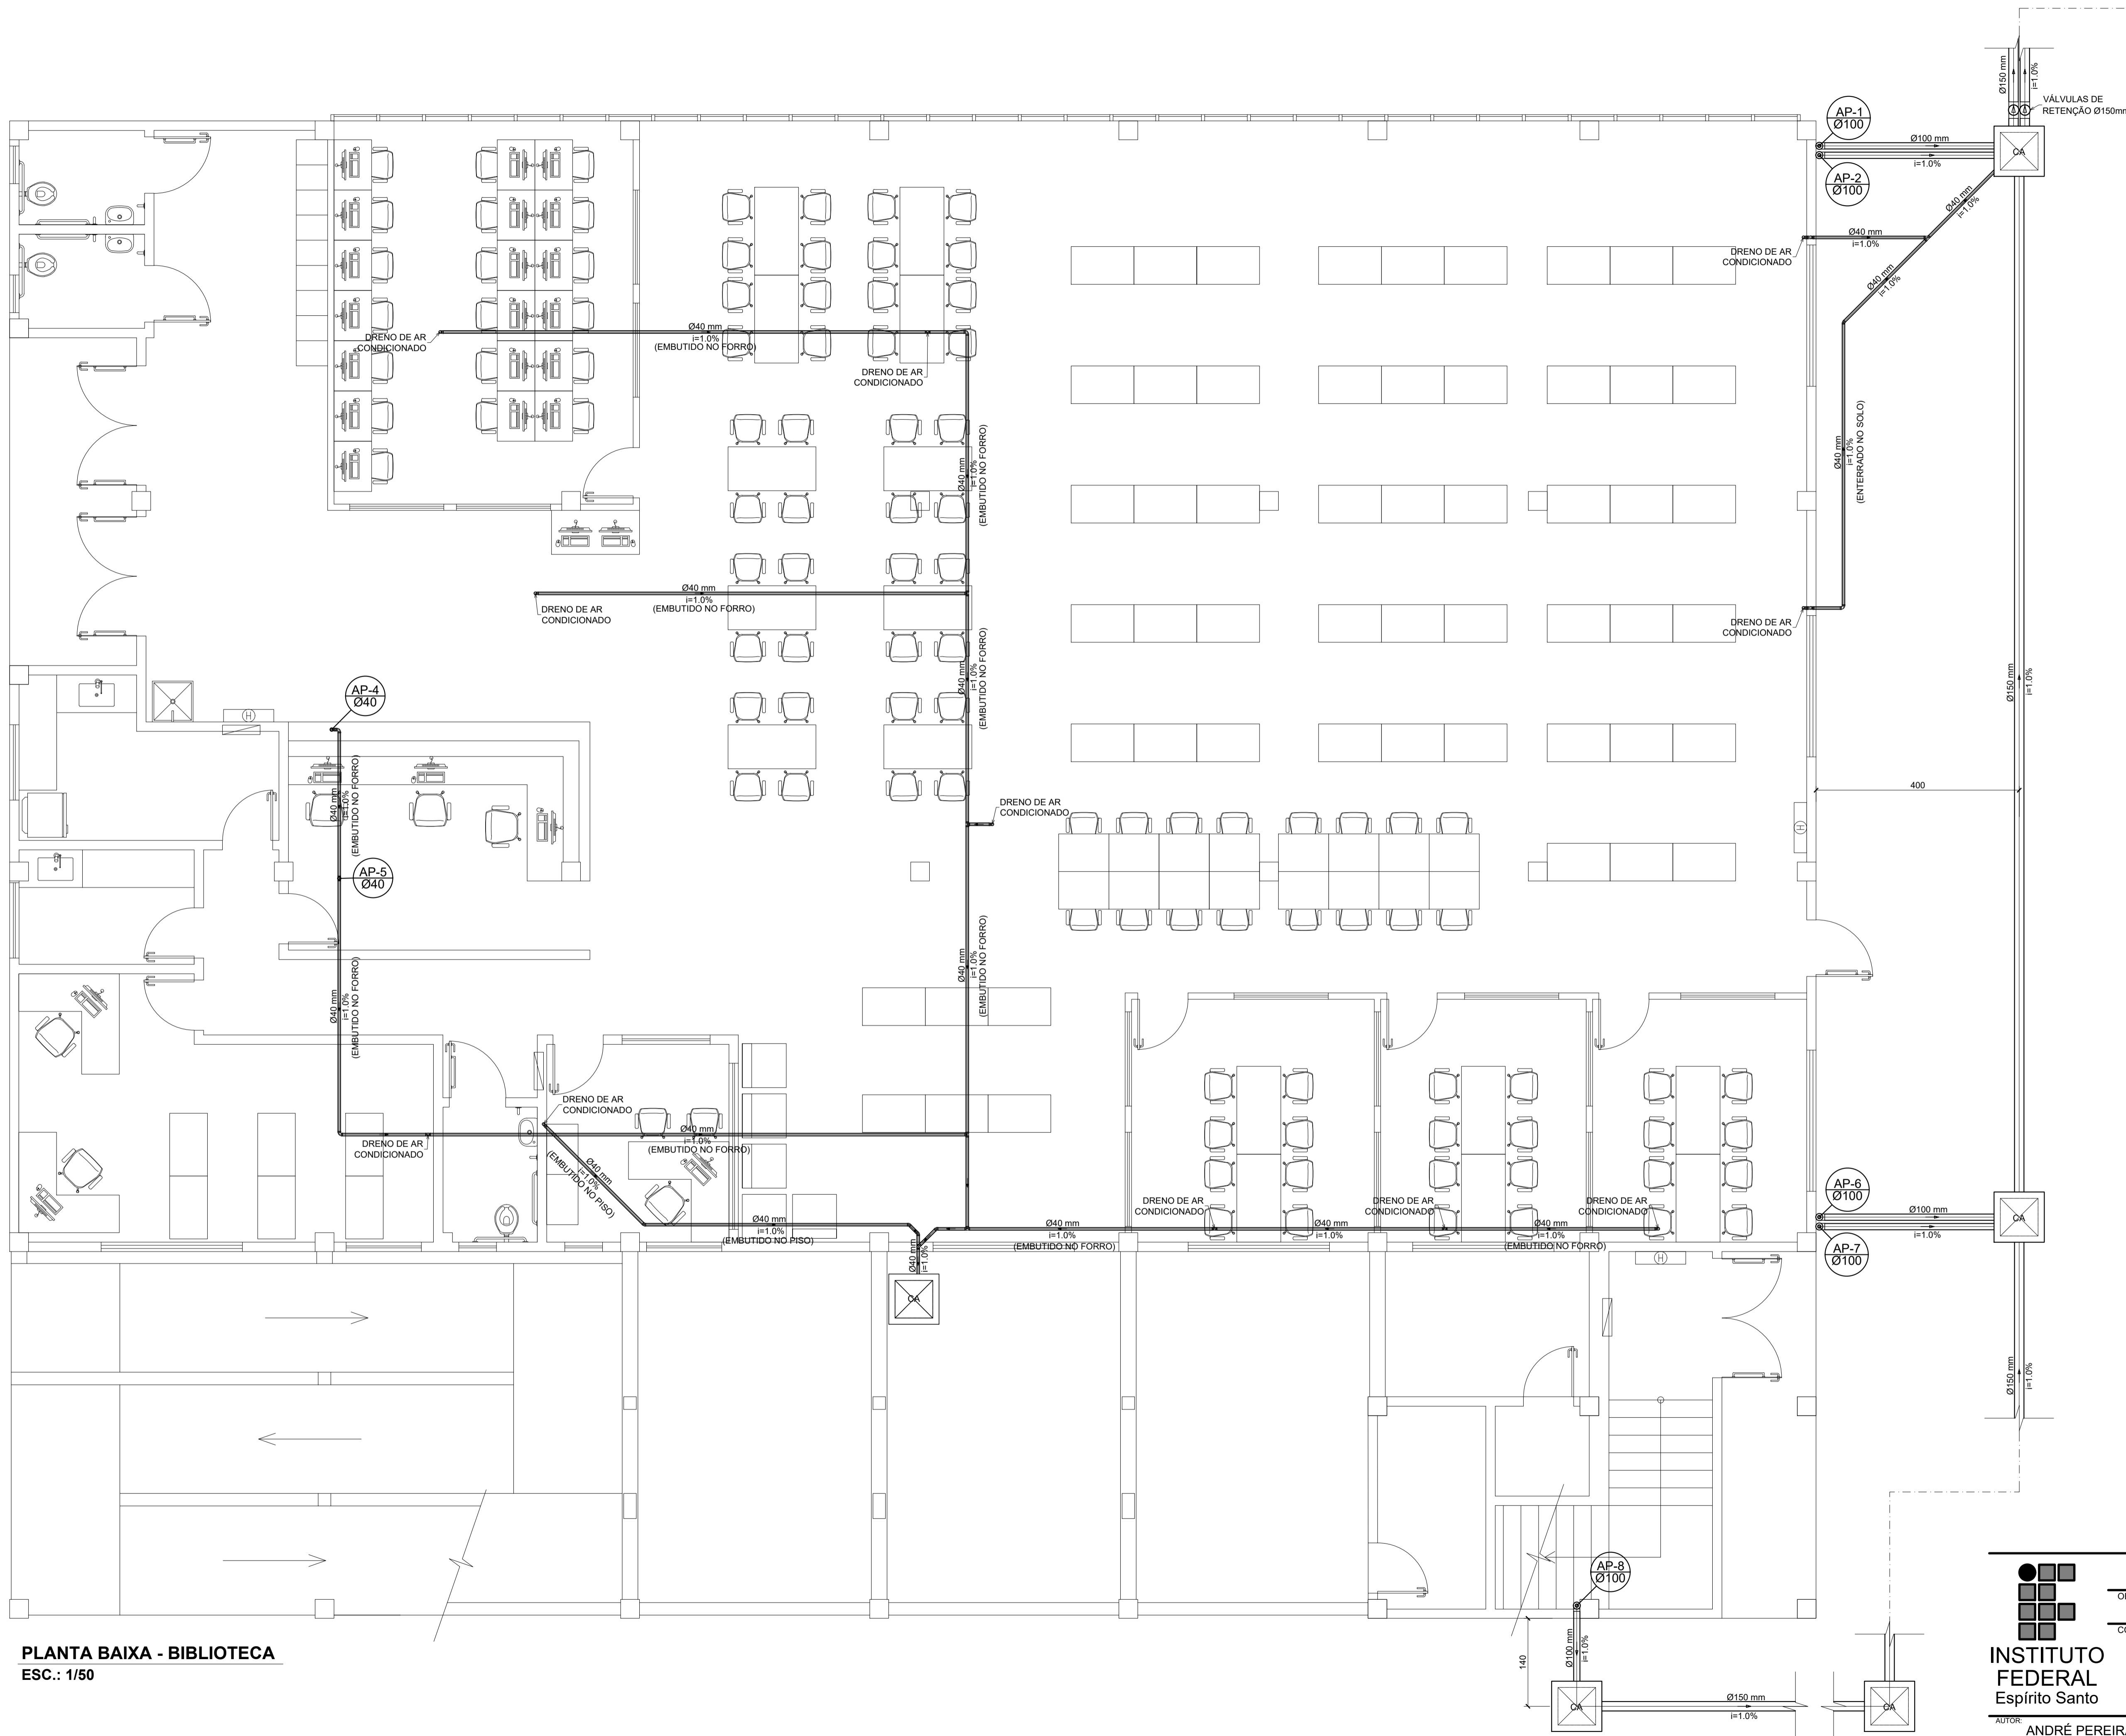 Ø150 mm
i=1.0%
VÁLVULAS DE
RETENÇÃO Ø150mm
AP-1
Ø100
Ø100 mm
i=1.0%
CA
AP-2
Ø100
Ø40 mm
i=1.0%
Ø40 mm
i=1.0%
DRENO DE AR
CONDICIONADO
Ø40 mm
i=1.0%
DRENO DE AR
CONDICIONADO
Ø40 mm
i=1.0%
(EMBUTIDO NO FORRO)
DRENO DE AR
CONDICIONADO
Ø40 mm
i=1.0%
(EMBUTIDO NO FORRO)
Ø40 mm
i=1.0%
(ENTERRADO NO SOLO)
DRENO DE AR
CONDICIONADO
Ø40 mm
i=1.0%
(EMBUTIDO NO FORRO)
DRENO DE AR
CONDICIONADO
Ø40 mm
i=1.0%
(EMBUTIDO NO FORRO)
Ø150 mm
i=1.0%
AP-4
Ø40
H
Ø40 mm
i=1.0%
(EMBUTIDO NO FORRO)
400
DRENO DE AR
CONDICIONADO
H
AP-5
Ø40
Ø40 mm
i=1.0%
(EMBUTIDO NO FORRO)
Ø40 mm
i=1.0%
(EMBUTIDO NO FORRO)
DRENO DE AR
CONDICIONADO
DRENO DE AR
CONDICIONADO
Ø40 mm
i=1.0%
(EMBUTIDO NO FORRO)
Ø40 mm
i=1.0%
(EMBUTIDO NO PISO)
Ø40 mm
i=1.0%
(EMBUTIDO NO PISO)
Ø40 mm
i=1.0%
Ø40 mm
i=1.0%
(EMBUTIDO NO FORRO)
DRENO DE AR
CONDICIONADO
Ø40 mm
i=1.0%
DRENO DE AR
CONDICIONADO
Ø40 mm
i=1.0%
(EMBUTIDO NO FORRO)
DRENO DE AR
CONDICIONADO
AP-6
Ø100
Ø100 mm
i=1.0%
CA
AP-7
Ø100
H
CA
Ø150 mm
i=1.0%
AP-8
Ø100
Ø100 mm
i=1.0%
140
CA
Ø150 mm
i=1.0%
CA
PLANTA BAIXA - BIBLIOTECA
ESC.: 1/50
INSTITUTO
FEDERAL
Espírito Santo
AUTOR:
ANDRÉ PEREIRA